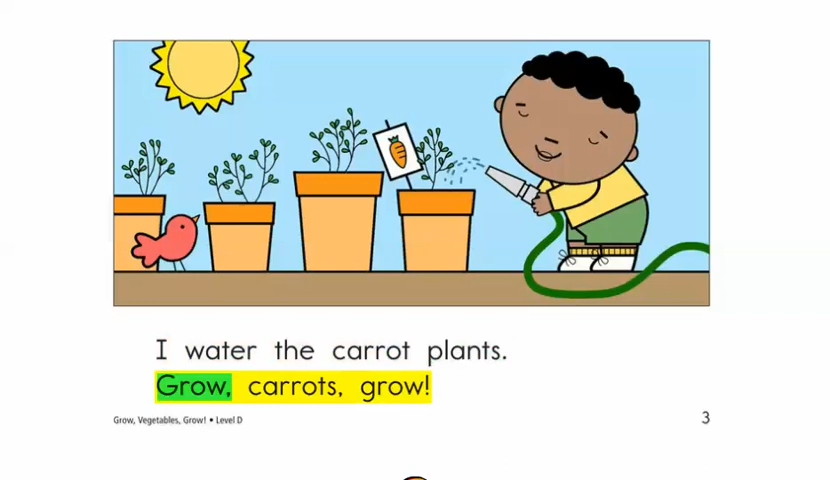 I water the carrot plants.
Grow, carrots, grow!
Grow, Vegetables, Grow! • Level D
3